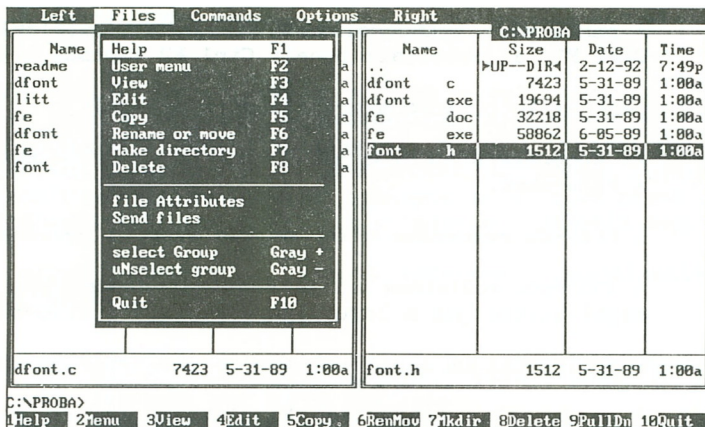 Left Files Commands Options Right
C:\PROBA
Name Name Size Date Time
Help F1
User menu F2
View F3
Edit F4
Copy F5
Rename or move F6
Make directory F7
Delete F8
file Attributes
Send files
select Group Gray +
uNselect group Gray -
Quit F10
readme a
dfont a
litt a
fe a
dfont a
fe a
font a
.. ►UP--DIR◄ 2-12-92 7:49p
dfont c 7423 5-31-89 1:00a
dfont exe 19694 5-31-89 1:00a
fe doc 32218 5-31-89 1:00a
fe exe 58862 6-05-89 1:00a
font h 1512 5-31-89 1:00a
dfont.c 7423 5-31-89 1:00a
font.h 1512 5-31-89 1:00a
C:\PROBA>
1Help 2Menu 3View 4Edit 5Copy 6RenMov 7Mkdir 8Delete 9PullDn 10Quit